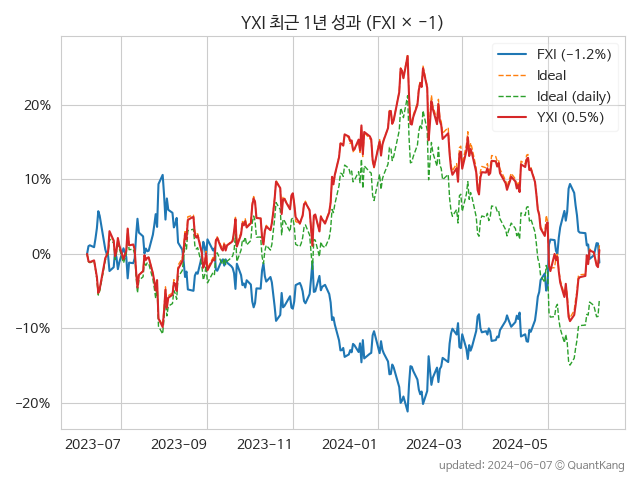 YXI 최근 1년 성과 (FXI × −1)
FXI (−1.2%)
Ideal
Ideal (daily)
YXI (0.5%)
20%
10%
0%
−10%
−20%
2023-07 2023-09 2023-11 2024-01 2024-03 2024-05
updated: 2024-06-07 © QuantKang